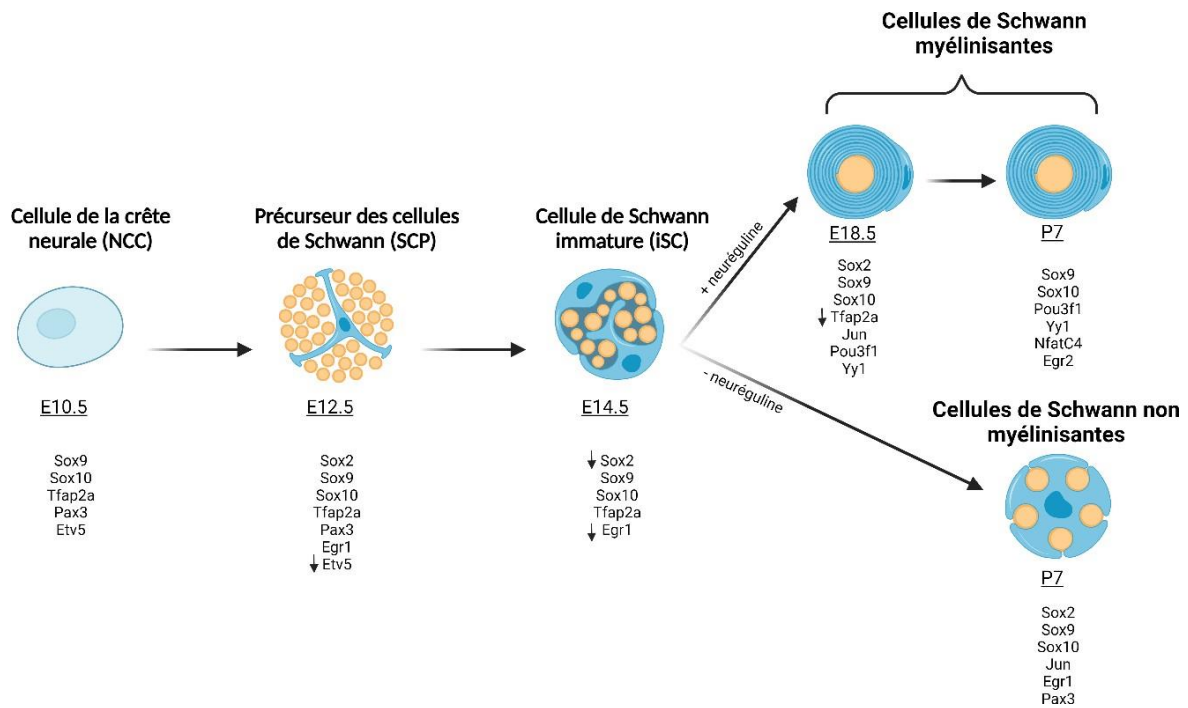 Cellules de Schwann
myélinisantes
Cellule de la crête
neurale (NCC)
E10.5
Sox9
Sox10
Tfap2a
Pax3
Etv5
Précurseur des cellules
de Schwann (SCP)
E12.5
Sox2
Sox9
Sox10
Tfap2a
Pax3
Egr1
↓ Etv5
Cellule de Schwann
immature (iSC)
E14.5
↓ Sox2
Sox9
Sox10
Tfap2a
↓ Egr1
+ neuréguline
- neuréguline
E18.5
Sox2
Sox9
Sox10
↓ Tfap2a
Jun
Pou3f1
Yy1
P7
Sox9
Sox10
Pou3f1
Yy1
NfatC4
Egr2
Cellules de Schwann non
myélinisantes
P7
Sox2
Sox9
Sox10
Jun
Egr1
Pax3